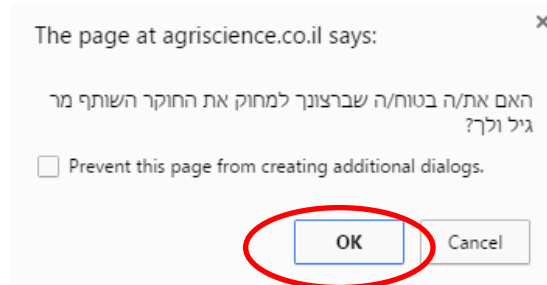 The page at agriscience.co.il says:
האם את/ה בטוח/ה שברצונך למחוק את החוקר השותף מר
גיל ולך?
Prevent this page from creating additional dialogs.
OK
Cancel